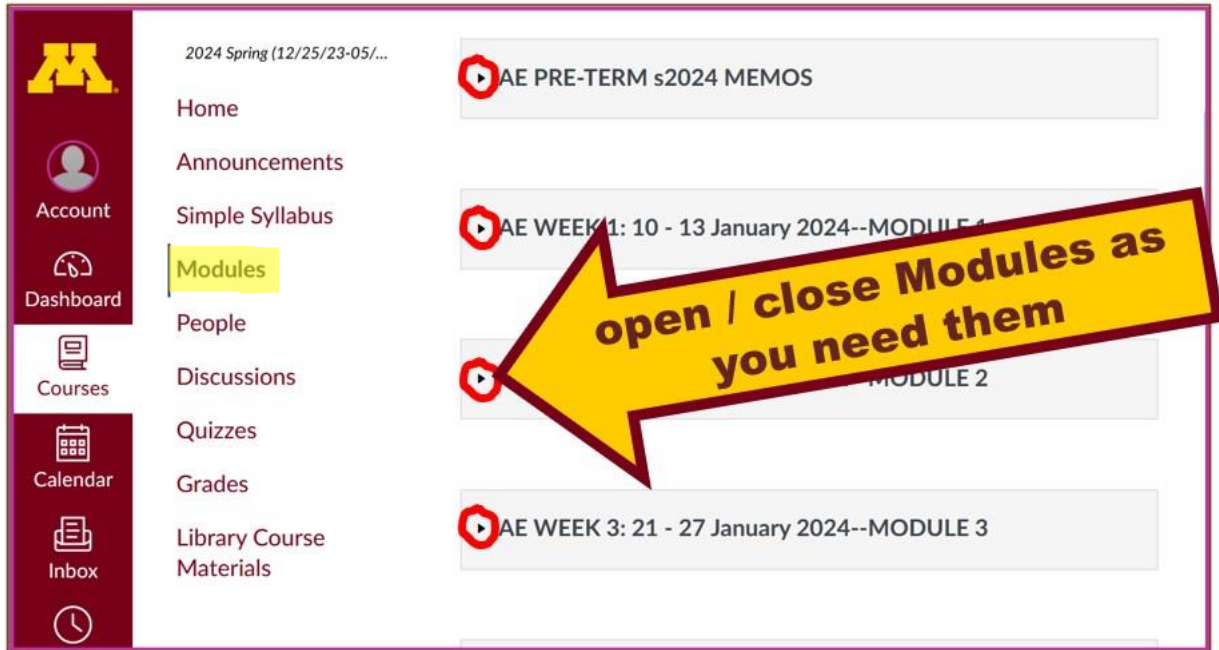 M
2024 Spring (12/25/23-05/...
Home
Announcements
Simple Syllabus
Modules
People
Discussions
Quizzes
Grades
Library Course
Materials
Account
Dashboard
Courses
Calendar
Inbox
AE PRE-TERM s2024 MEMOS
AE WEEK 1: 10 - 13 January 2024--MODULE 1
open / close Modules as
you need them
MODULE 2
AE WEEK 3: 21 - 27 January 2024--MODULE 3